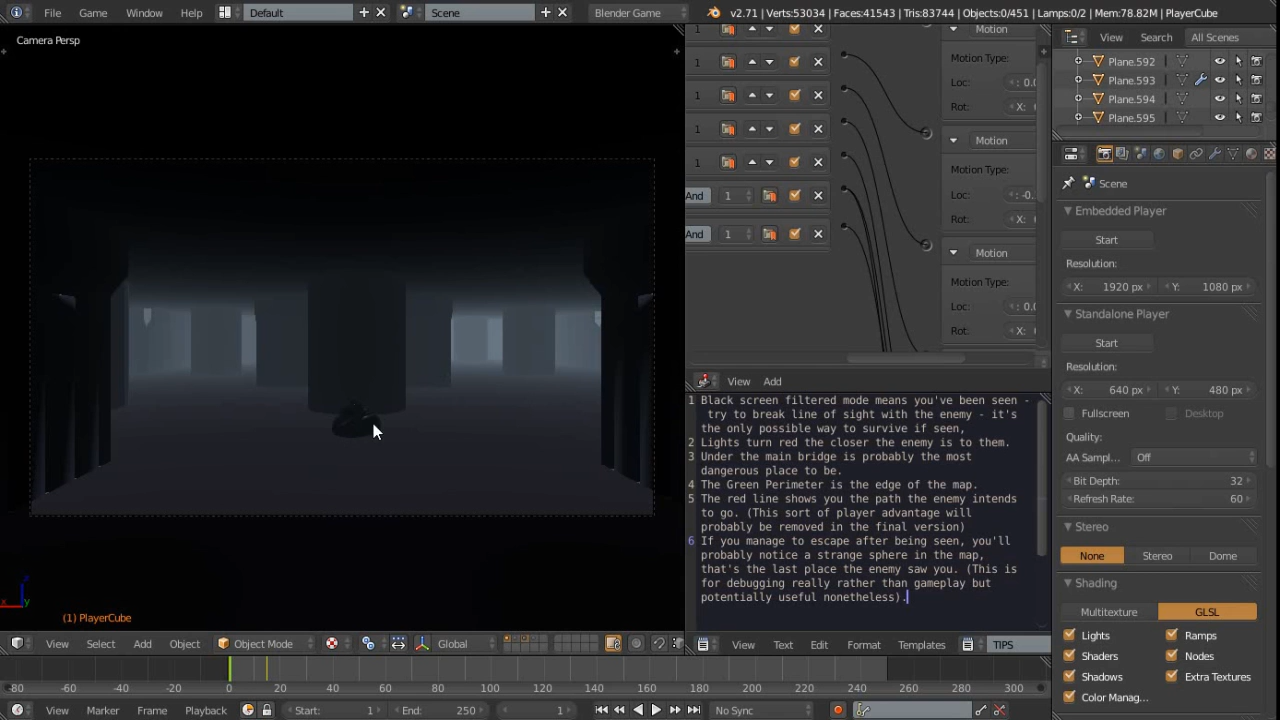 File Game Window Help Default Scene Blender Game v2.71 | Verts:53034 | Faces:41543 | Tris:83744 | Objects:0/451 | Lamps:0/2 | Mem:78.82M | PlayerCube
Camera Persp
(1) PlayerCube
View Select Add Object Object Mode Global
1
Motion
Motion Type:
1
Loc: : 0.0
1
Rot: X:
1
Motion
1
Motion Type:
And 1
Loc: : -0.
Rot: X:
And 1
Motion
Motion Type:
Loc: : 0.0
Rot: X:
View Add
1 Black screen filtered mode means you've been seen -
try to break line of sight with the enemy - it's
the only possible way to survive if seen,
2 Lights turn red the closer the enemy is to them.
3 Under the main bridge is probably the most
dangerous place to be.
4 The Green Perimeter is the edge of the map.
5 The red line shows you the path the enemy intends
to go. (This sort of player advantage will
probably be removed in the final version)
6 If you manage to escape after being seen, you'll
probably notice a strange sphere in the map,
that's the last place the enemy saw you. (This is
for debugging really rather than gameplay but
potentially useful nonetheless).
View Text Edit Format Templates TIPS
View Search All Scenes
Plane.592
Plane.593
Plane.594
Plane.595
Scene
Embedded Player
Start
Resolution:
X: 1920 px Y: 1080 px
Standalone Player
Start
Resolution:
X: 640 px Y: 480 px
Fullscreen Desktop
Quality:
AA Sampl... Off
Bit Depth: 32
Refresh Rate: 60
Stereo
None Stereo Dome
Shading
Multitexture GLSL
Lights Ramps
Shaders Nodes
Shadows Extra Textures
Color Manag...
-80 -60 -40 -20 0 20 40 60 80 100 120 140 160 180 200 220 240 260 280 300
View Marker Frame Playback Start: 1 End: 250 1 No Sync